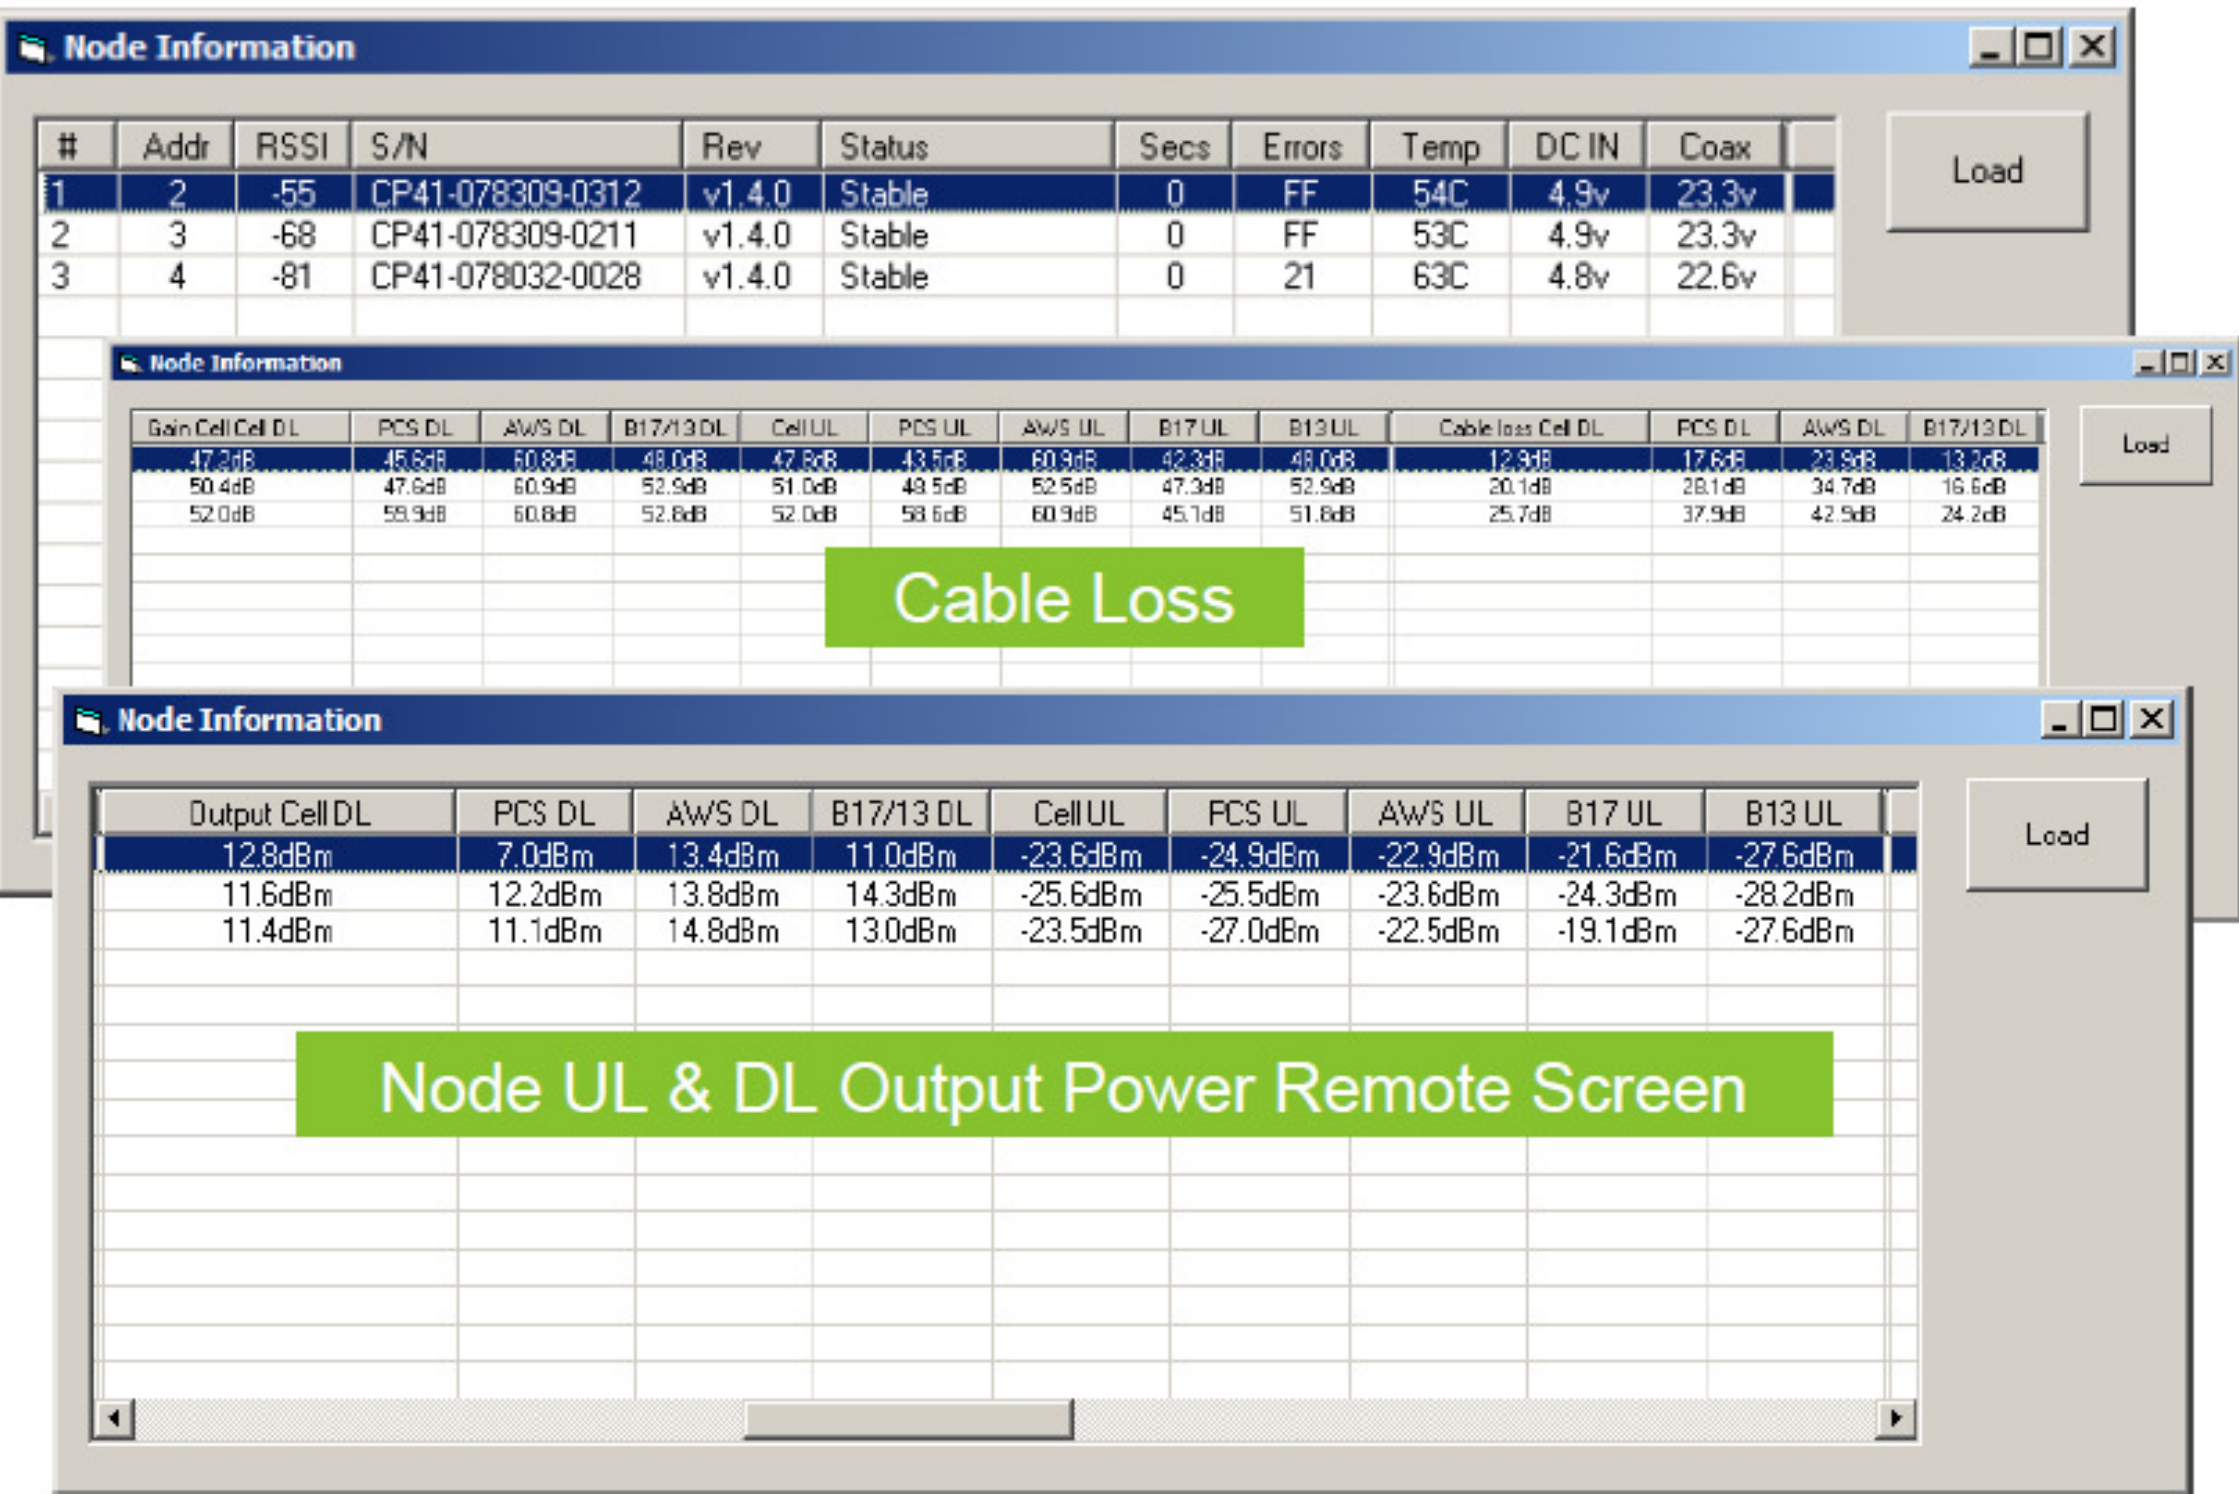 Node Information
# Addr RSSI S/N Rev Status Secs Errors Temp DC IN Coax
Load
1 2 -55 CP41-078309-0312 v1.4.0 Stable 0 FF 54C 4.9v 23.3v
2 3 -68 CP41-078309-0211 v1.4.0 Stable 0 FF 53C 4.9v 23.3v
3 4 -81 CP41-078032-0028 v1.4.0 Stable 0 21 63C 4.8v 22.6v
Node Information
Gain Cell Cell DL PCS DL AWS DL B17/13 DL Cell UL PCS UL AWS UL B17 UL B13 UL Cable loss Cell DL PCS DL AWS DL B17/13 DL
Load
47.2dB 45.6dB 60.8dB 48.0dB 47.8dB 43.5dB 60.9dB 42.3dB 48.0dB 12.9dB 17.6dB 23.9dB 13.2dB
50.4dB 47.6dB 60.9dB 52.9dB 51.0dB 48.5dB 52.5dB 47.3dB 52.9dB 20.1dB 28.1dB 34.7dB 16.6dB
52.0dB 59.9dB 60.8dB 52.8dB 52.0dB 58.6dB 60.9dB 45.1dB 51.8dB 25.7dB 37.9dB 42.9dB 24.2dB
Cable Loss
Node Information
Output Cell DL PCS DL AWS DL B17/13 DL Cell UL PCS UL AWS UL B17 UL B13 UL
Load
12.8dBm 7.0dBm 13.4dBm 11.0dBm -23.6dBm -24.9dBm -22.9dBm -21.6dBm -27.6dBm
11.6dBm 12.2dBm 13.8dBm 14.3dBm -25.6dBm -25.5dBm -23.6dBm -24.3dBm -28.2dBm
11.4dBm 11.1dBm 14.8dBm 13.0dBm -23.5dBm -27.0dBm -22.5dBm -19.1dBm -27.6dBm
Node UL & DL Output Power Remote Screen